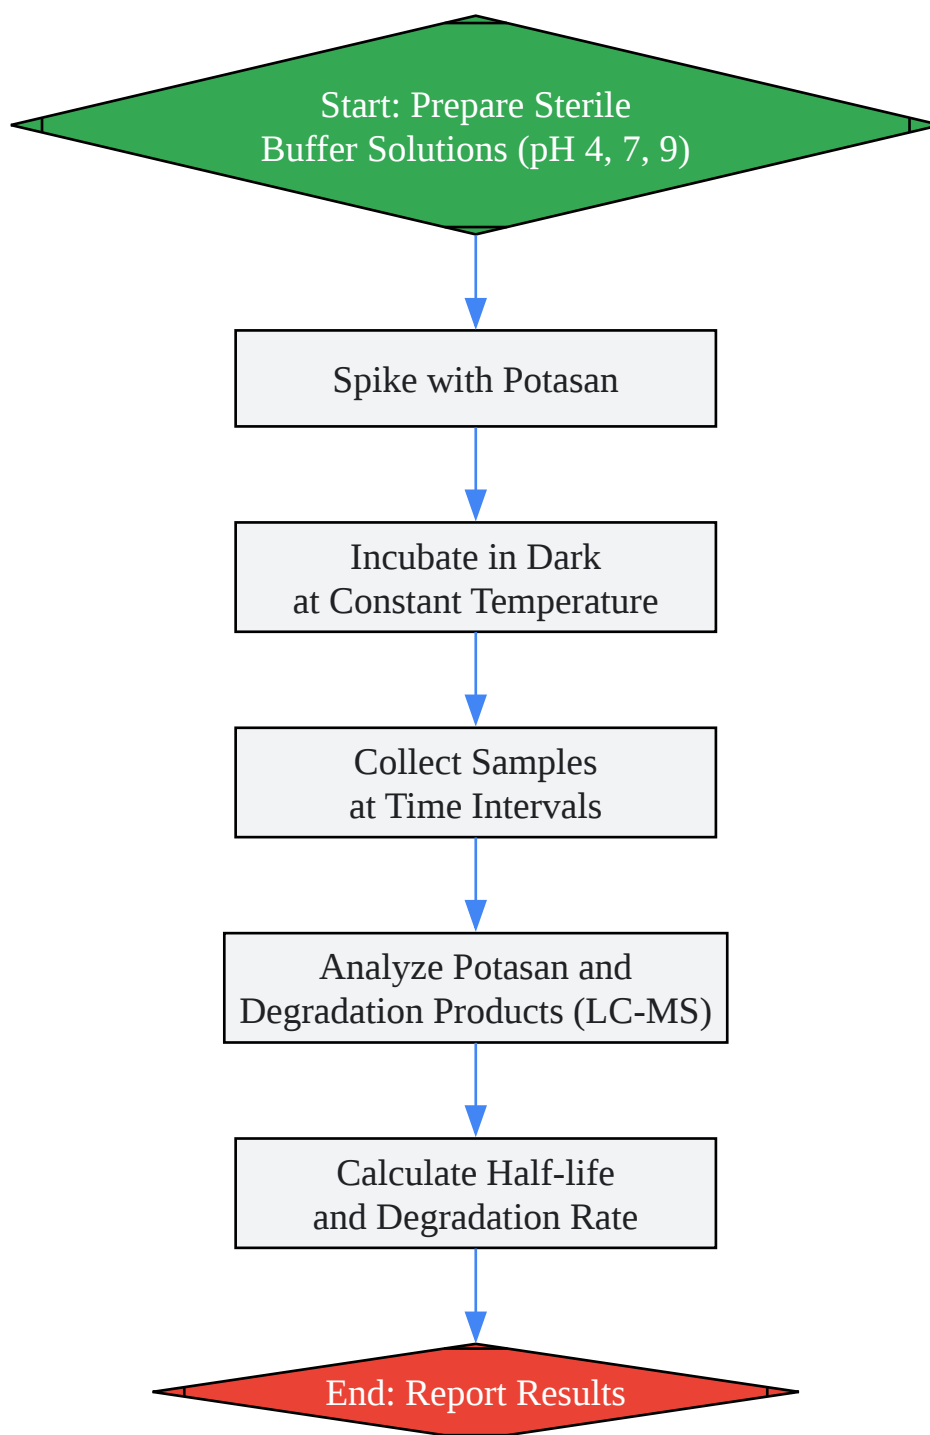 Start: Prepare Sterile
Buffer Solutions (pH 4, 7, 9)
Spike with Potasan
Incubate in Dark
at Constant Temperature
Collect Samples
at Time Intervals
Analyze Potasan and
Degradation Products (LC-MS)
Calculate Half-life
and Degradation Rate
End: Report Results